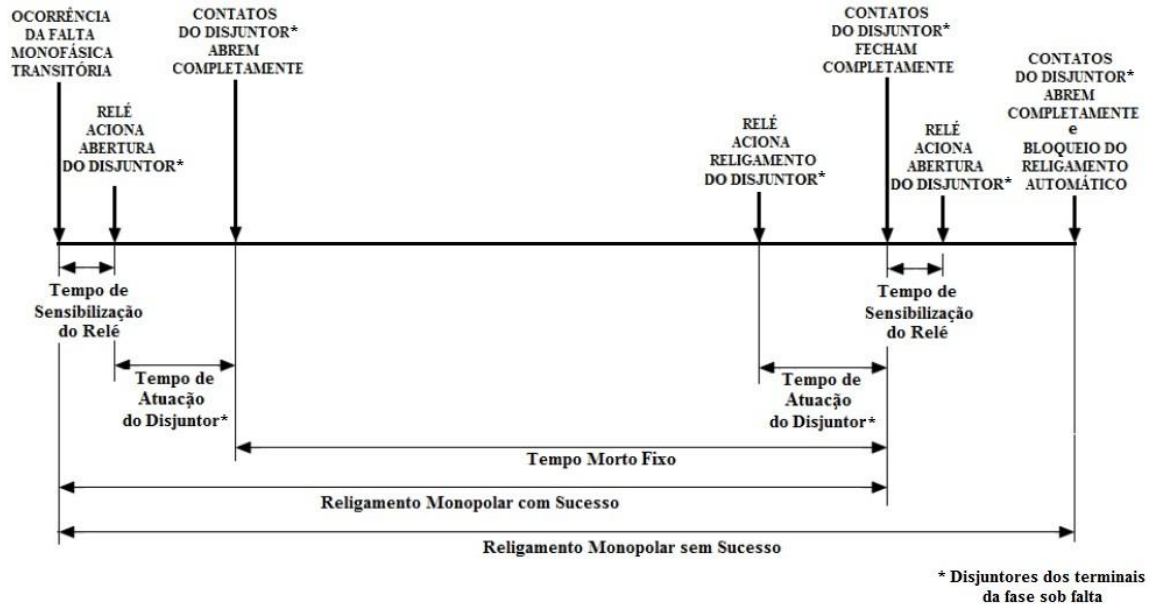 OCORRÊNCIA
DA FALTA
MONOFÁSICA
TRANSITÓRIA
RELÉ
ACIONA
ABERTURA
DO DISJUNTOR*
CONTATOS
DO DISJUNTOR*
ABREM
COMPLETAMENTE
RELÉ
ACIONA
RELIGAMENTO
DO DISJUNTOR*
CONTATOS
DO DISJUNTOR*
FECHAM
COMPLETAMENTE
RELÉ
ACIONA
ABERTURA
DO DISJUNTOR*
CONTATOS
DO DISJUNTOR*
ABREM
COMPLETAMENTE
e
BLOQUEIO DO
RELIGAMENTO
AUTOMÁTICO
Tempo de
Sensibilização
do Relé
Tempo de
Sensibilização
do Relé
Tempo de
Atuação
do Disjuntor*
Tempo de
Atuação
do Disjuntor*
Tempo Morto Fixo
Religamento Monopolar com Sucesso
Religamento Monopolar sem Sucesso
* Disjuntores dos terminais
da fase sob falta